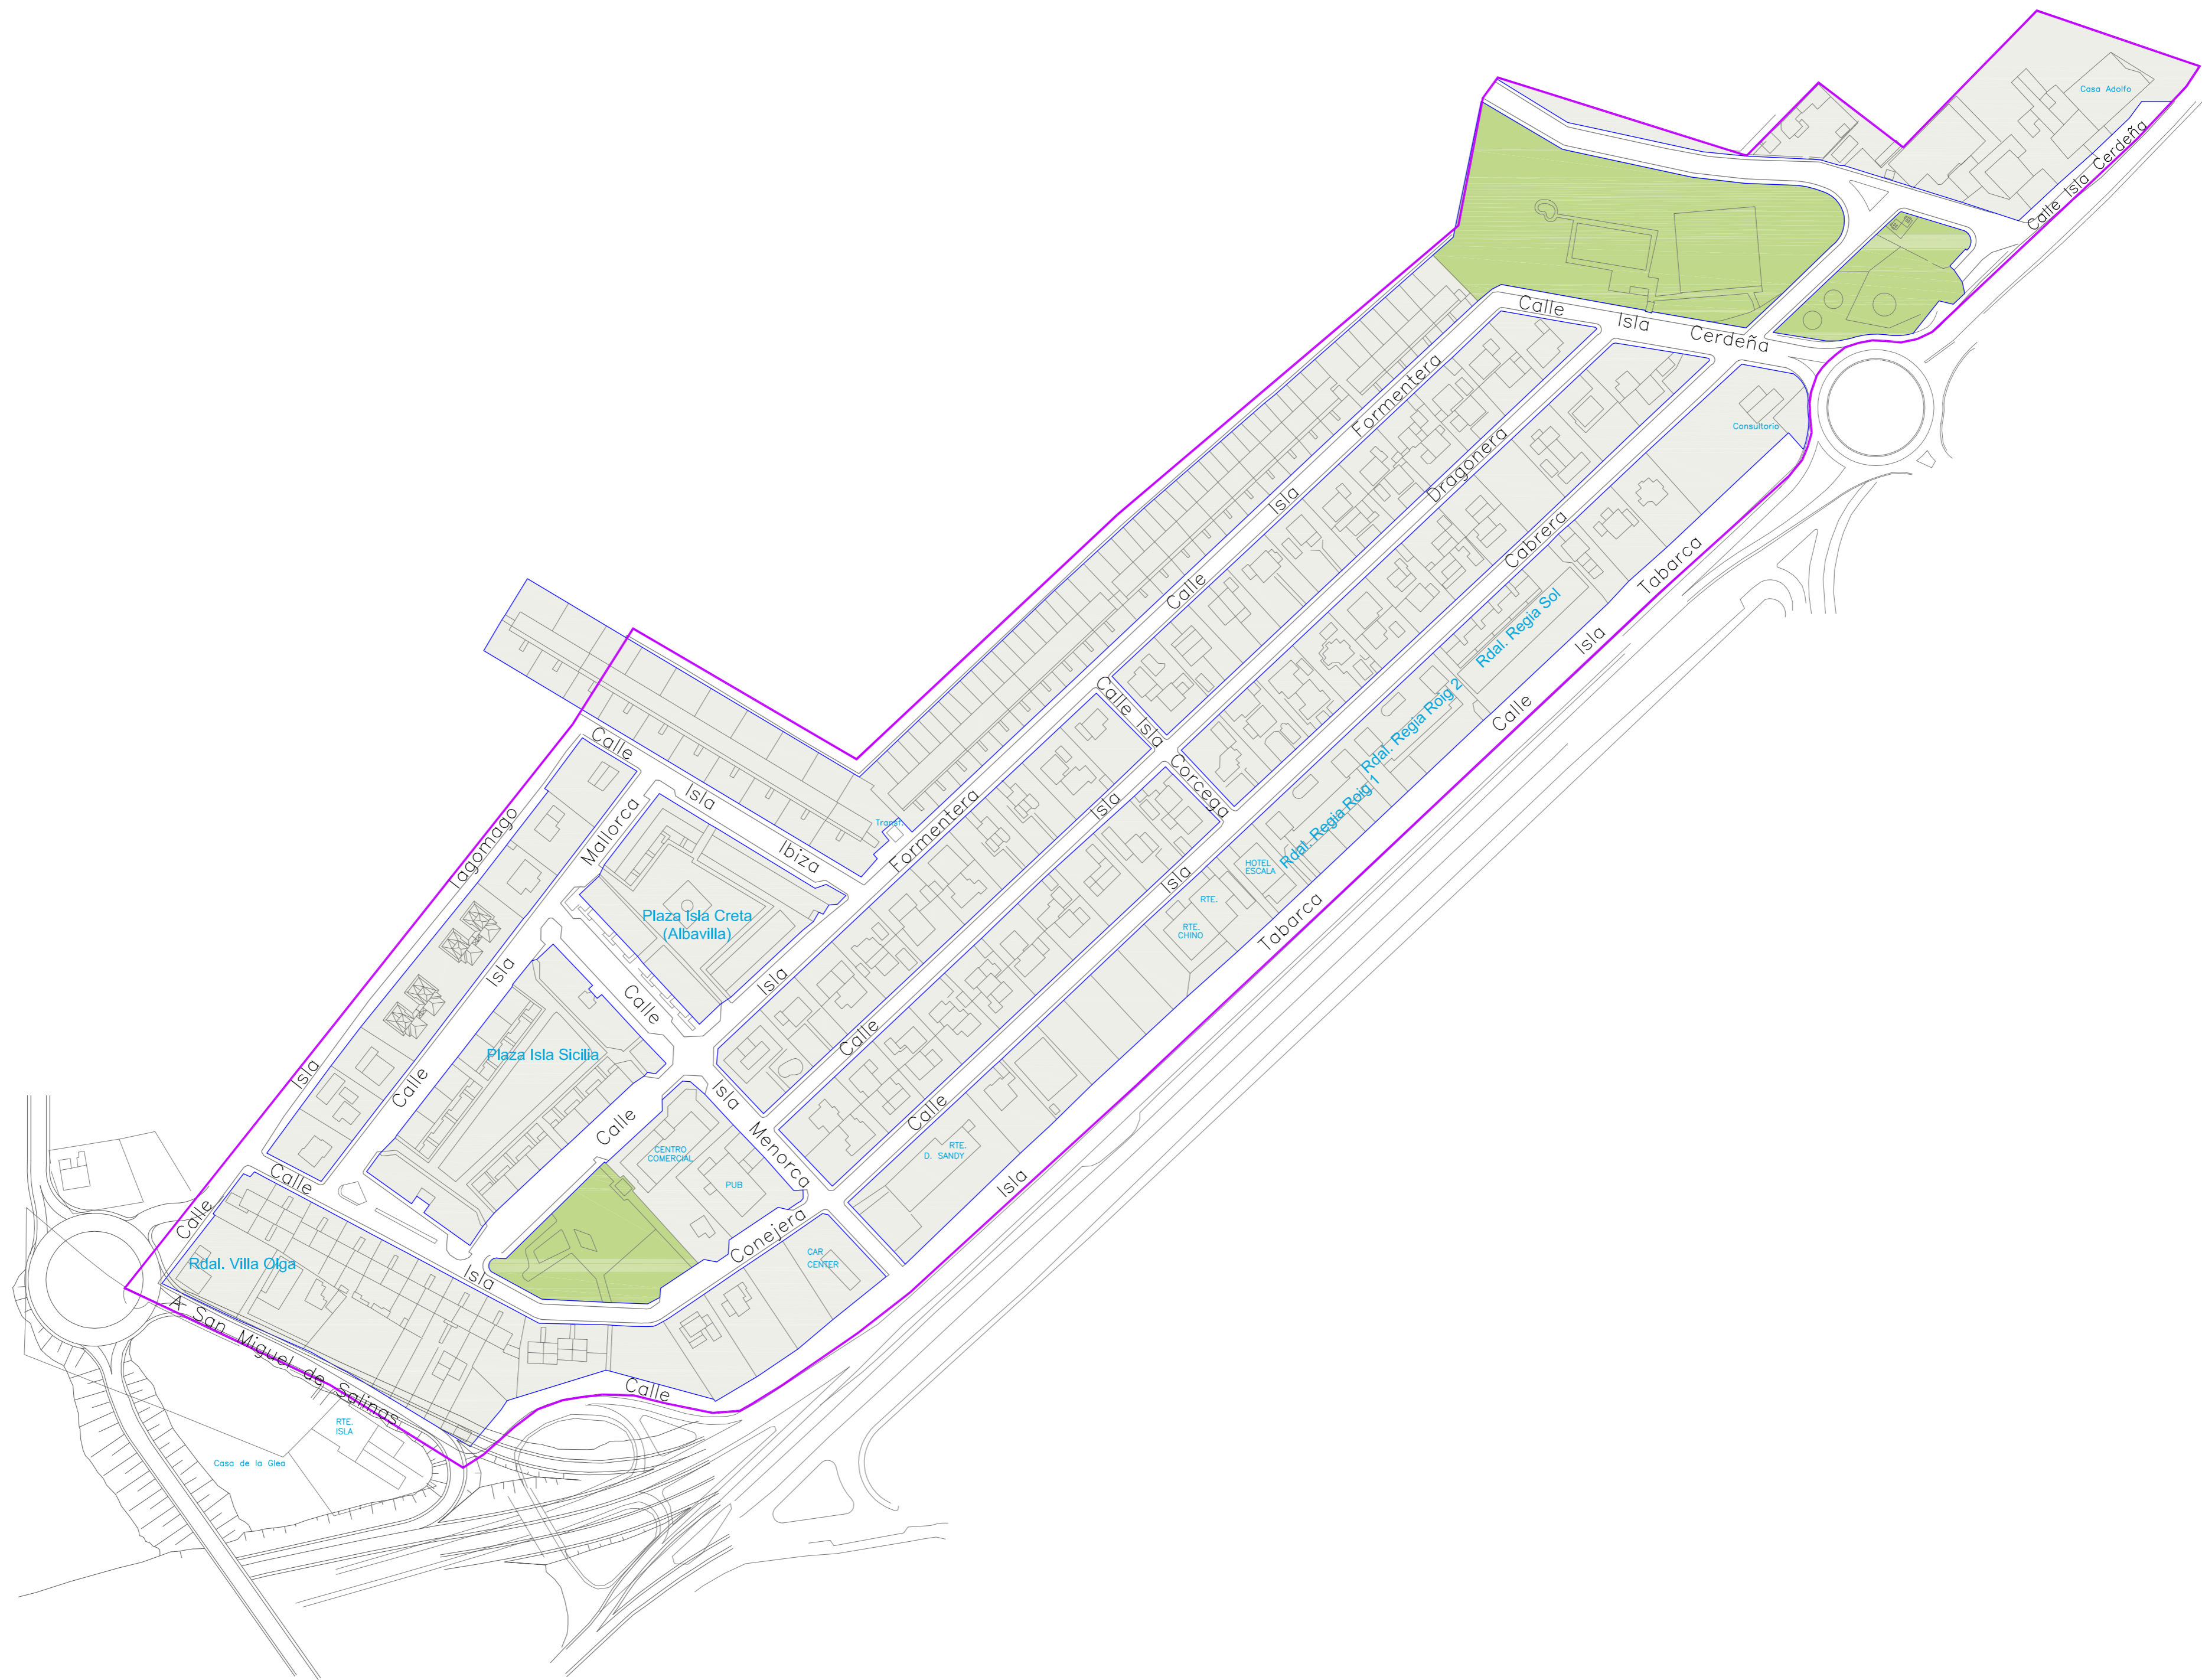 Casa Adolfo
Calle Isla Cerdeña
Calle Isla Cerdeña
Consultorio
Calle Isla Formentera
Dragonera
Cabrera
Calle Isla Tabarca
Rdal. Regia Sol
Rdal. Regia Roig 2
Rdal. Regia Roig 1
Calle Isla Corcega
HOTEL
ESCALA
RTE.
RTE.
CHINO
Tabarca
Isla
Isla
Transf.
Calle Isla Ibiza
Isla Formentera
Mallorca
Isla
Calle
Tagomago
Isla
Calle
Plaza Isla Creta
(Albavilla)
Plaza Isla Sicilia
Calle Isla Menorca
Calle
Calle
Calle
Isla
CENTRO
COMERCIAL
PUB
RTE.
D. SANDY
Calle Isla Conejera
CAR
CENTER
Rdal. Villa Olga
A San Miguel de Salinas
Calle
RTE.
ISLA
Casa de la Glea